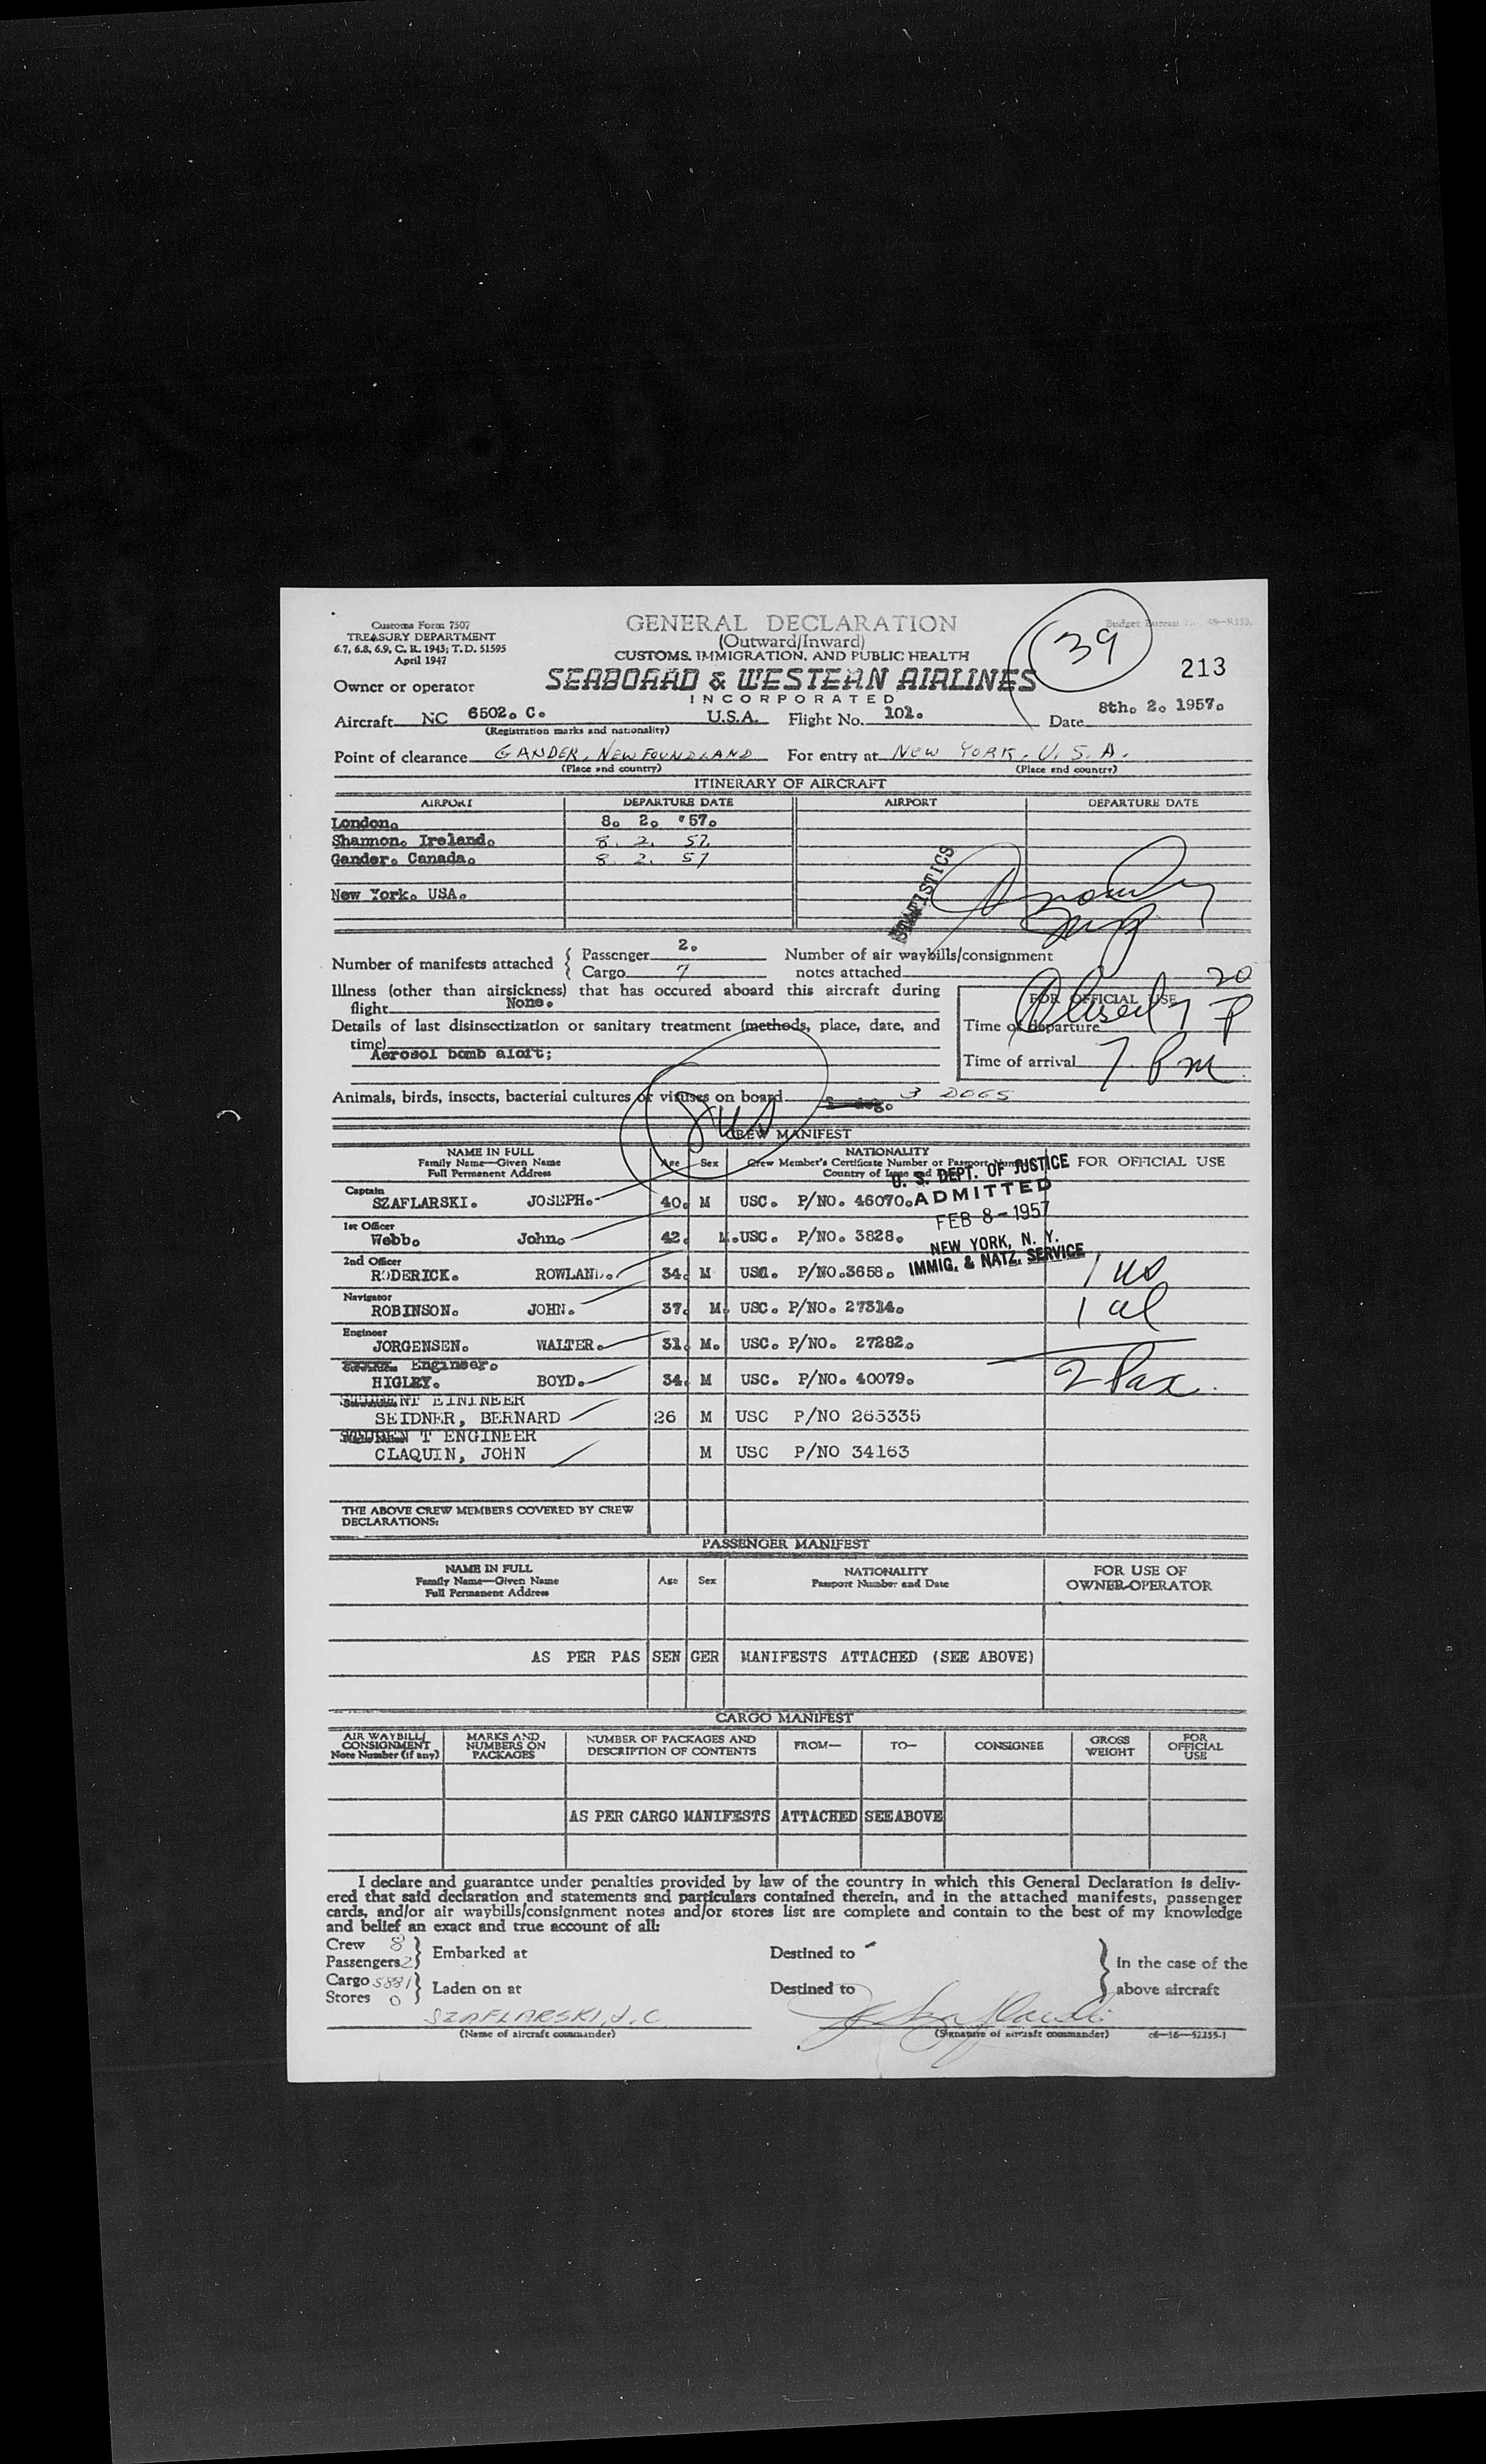 Customs Form 7507
TREASURY DEPARTMENT
6.7, 6.8, 6.9, C. R. 1943; T. D. 51595
April 1947
GENERAL DECLARATION
(Outward/Inward)
CUSTOMS, IMMIGRATION, AND PUBLIC HEALTH
Budget Bureau No. 48—R155.
39
213
Owner or operator
SEABOARD & WESTERN AIRLINES
INCORPORATED
Aircraft NC 6502. C. U.S.A. Flight No. 101. Date 8th. 2. 1957.
(Registration marks and nationality)
Point of clearance GANDER, NEWFOUNDLAND For entry at NEW YORK. U.S.A.
(Place and country) (Place and country)
ITINERARY OF AIRCRAFT
AIRPORT DEPARTURE DATE AIRPORT DEPARTURE DATE
London. 8. 2. '57.
Shannon. Ireland. 8. 2. 57.
Gander. Canada. 8. 2. 57
New York. USA.
STATISTICS
Number of manifests attached { Passenger 2.
Cargo 7
Number of air waybills/consignment
notes attached
Illness (other than airsickness) that has occured aboard this aircraft during
flight None.
Details of last disinsectization or sanitary treatment (methods, place, date, and
time)
Aerosol bomb aloft;
FOR OFFICIAL USE
Time of departure
Time of arrival 7 Pm
Animals, birds, insects, bacterial cultures or viruses on board 3 DOGS
8 us
CREW MANIFEST
NAME IN FULL
Family Name—Given Name
Full Permanent Address
Age Sex
NATIONALITY
Crew Member's Certificate Number or Passport Number
Country of Issue and
FOR OFFICIAL USE
U. S. DEPT. OF JUSTICE
ADMITTED
FEB 8 - 1957
NEW YORK, N. Y.
IMMIG. & NATZ. SERVICE
Captain
SZAFLARSKI. JOSEPH. 40. M USC. P/NO. 46070.
1st Officer
Webb. John. 42. M. USC. P/NO. 3828.
2nd Officer
RODERICK. ROWLAND. 34. M USC. P/NO. 3658.
1 us
Navigator
ROBINSON. JOHN. 37. M. USC. P/NO. 27314.
1 al
Engineer
JORGENSEN. WALTER. 31. M. USC. P/NO. 27282.
Engineer.
HIGLEY. BOYD. 34. M USC. P/NO. 40079.
2 Pax.
STUDENT EININEER
SEIDNER, BERNARD 26 M USC P/NO 265335
STUDEN T ENGINEER
CLAQUIN, JOHN M USC P/NO 34163
THE ABOVE CREW MEMBERS COVERED BY CREW
DECLARATIONS:
PASSENGER MANIFEST
NAME IN FULL
Family Name—Given Name
Full Permanent Address
Age Sex
NATIONALITY
Passport Number and Date
FOR USE OF
OWNER-OPERATOR
AS PER PAS SEN GER MANIFESTS ATTACHED (SEE ABOVE)
CARGO MANIFEST
AIR WAYBILL/
CONSIGNMENT
Note Number (if any)
MARKS AND
NUMBERS ON
PACKAGES
NUMBER OF PACKAGES AND
DESCRIPTION OF CONTENTS
FROM— TO— CONSIGNEE
GROSS
WEIGHT
FOR
OFFICIAL
USE
AS PER CARGO MANIFESTS ATTACHED SEE ABOVE
I declare and guarantee under penalties provided by law of the country in which this General Declaration is deliv-
ered that said declaration and statements and particulars contained therein, and in the attached manifests, passenger
cards, and/or air waybills/consignment notes and/or stores list are complete and contain to the best of my knowledge
and belief an exact and true account of all:
Crew 8
Passengers 2 } Embarked at Destined to
Cargo 5881
Stores 0 } Laden on at Destined to
} in the case of the
above aircraft
SZAFLARSKI, J. C
(Name of aircraft commander) (Signature of aircraft commander) c6—16—52255-1